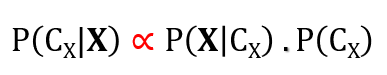 P(C_X|X) ∝ P(X|C_X) . P(C_X)